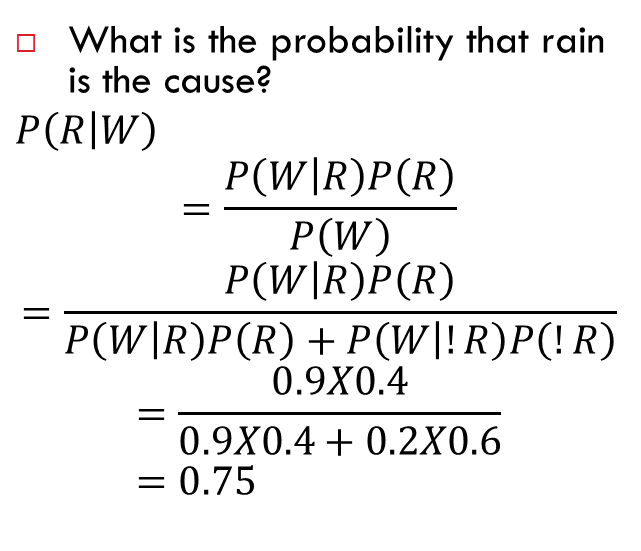 What is the probability that rain
is the cause?
P(R|W)
= P(W|R)P(R) / P(W)
= P(W|R)P(R) / P(W|R)P(R) + P(W|! R)P(! R)
= 0.9X0.4 / 0.9X0.4 + 0.2X0.6
= 0.75